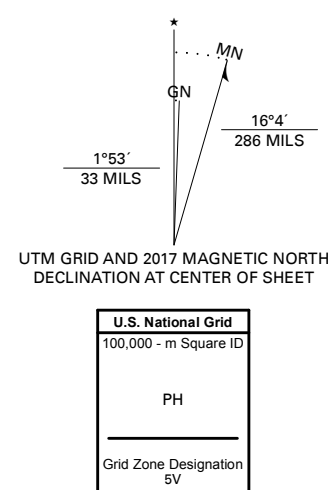 ★
MN
GN
1°53´
33 MILS
16°4´
286 MILS
UTM GRID AND 2017 MAGNETIC NORTH
DECLINATION AT CENTER OF SHEET
U.S. National Grid
100,000 - m Square ID
PH
Grid Zone Designation
5V